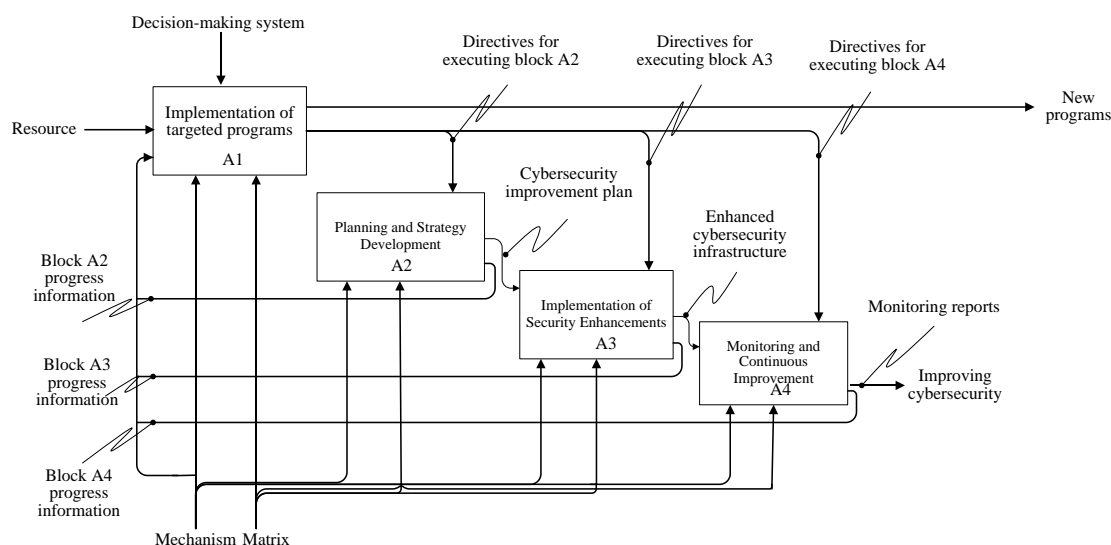 Decision-making system
Directives for
executing block A2
Directives for
executing block A3
Directives for
executing block A4
New
programs
Resource
Implementation of
targeted programs
A1
Cybersecurity
improvement plan
Planning and Strategy
Development
A2
Enhanced
cybersecurity
infrastructure
Block A2
progress
information
Implementation of
Security Enhancements
A3
Monitoring reports
Block A3
progress
information
Monitoring and
Continuous
Improvement
A4
Improving
cybersecurity
Block A4
progress
information
Mechanism Matrix